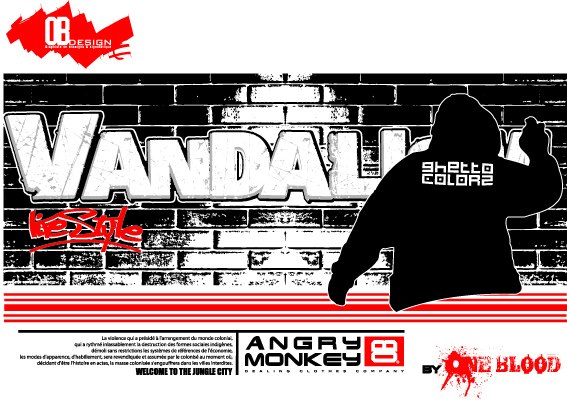 OB DESIGN
VANDALISM
lifeStyle
ghetto
COLORZ
La violence qui a présidé à l'arrangement du monde colonial,
qui a rythmé inlassablement la destruction des formes sociales indigènes,
démoli sans restrictions les systèmes de références de l'économie,
les modes d'apparence, d'habillement, sera revendiquée et assumée par le colonisé au moment où,
décidant d'être l'histoire en actes, la masse colonisée s'engouffrera dans les villes interdites.
WELCOME TO THE JUNGLE CITY
ANGRY
MONKEY
DEALING CLOTHES COMPANY
BY ONE BLOOD